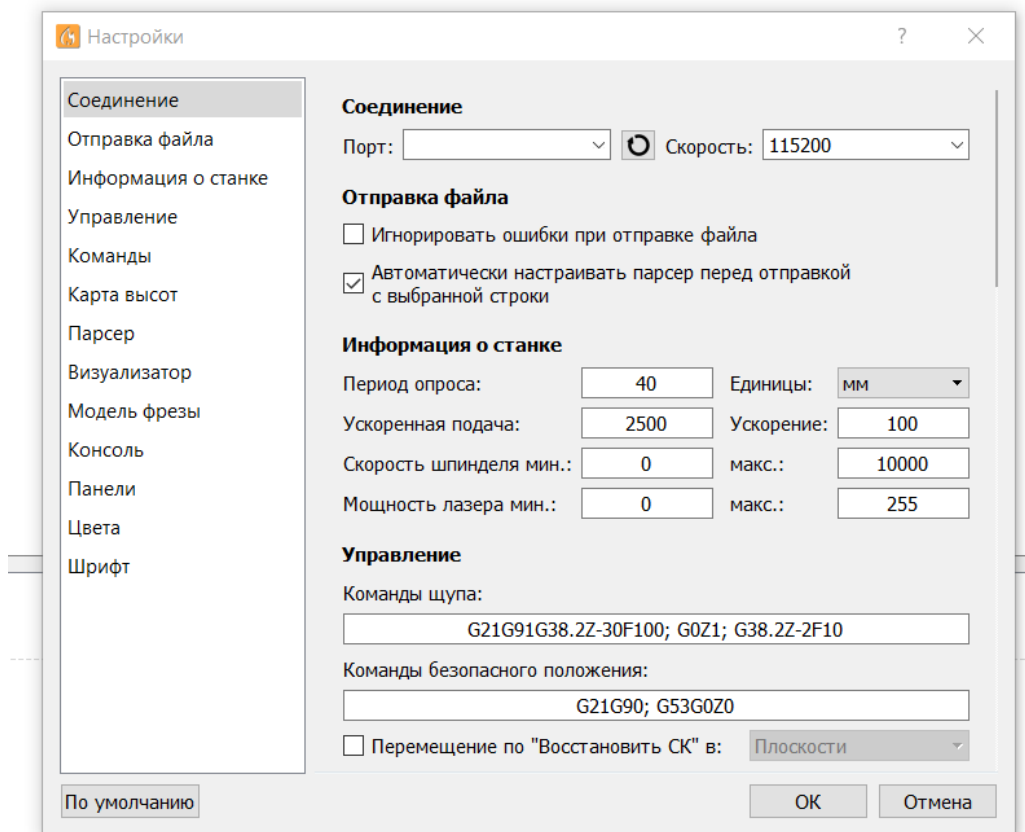 Настройки
?
Соединение
Отправка файла
Информация о станке
Управление
Команды
Карта высот
Парсер
Визуализатор
Модель фрезы
Консоль
Панели
Цвета
Шрифт
Соединение
Порт: Скорость: 115200
Отправка файла
Игнорировать ошибки при отправке файла
Автоматически настраивать парсер перед отправкой
с выбранной строки
Информация о станке
Период опроса: 40 Единицы: мм
Ускоренная подача: 2500 Ускорение: 100
Скорость шпинделя мин.: 0 макс.: 10000
Мощность лазера мин.: 0 макс.: 255
Управление
Команды щупа:
G21G91G38.2Z-30F100; G0Z1; G38.2Z-2F10
Команды безопасного положения:
G21G90; G53G0Z0
Перемещение по "Восстановить СК" в: Плоскости
По умолчанию ОК Отмена